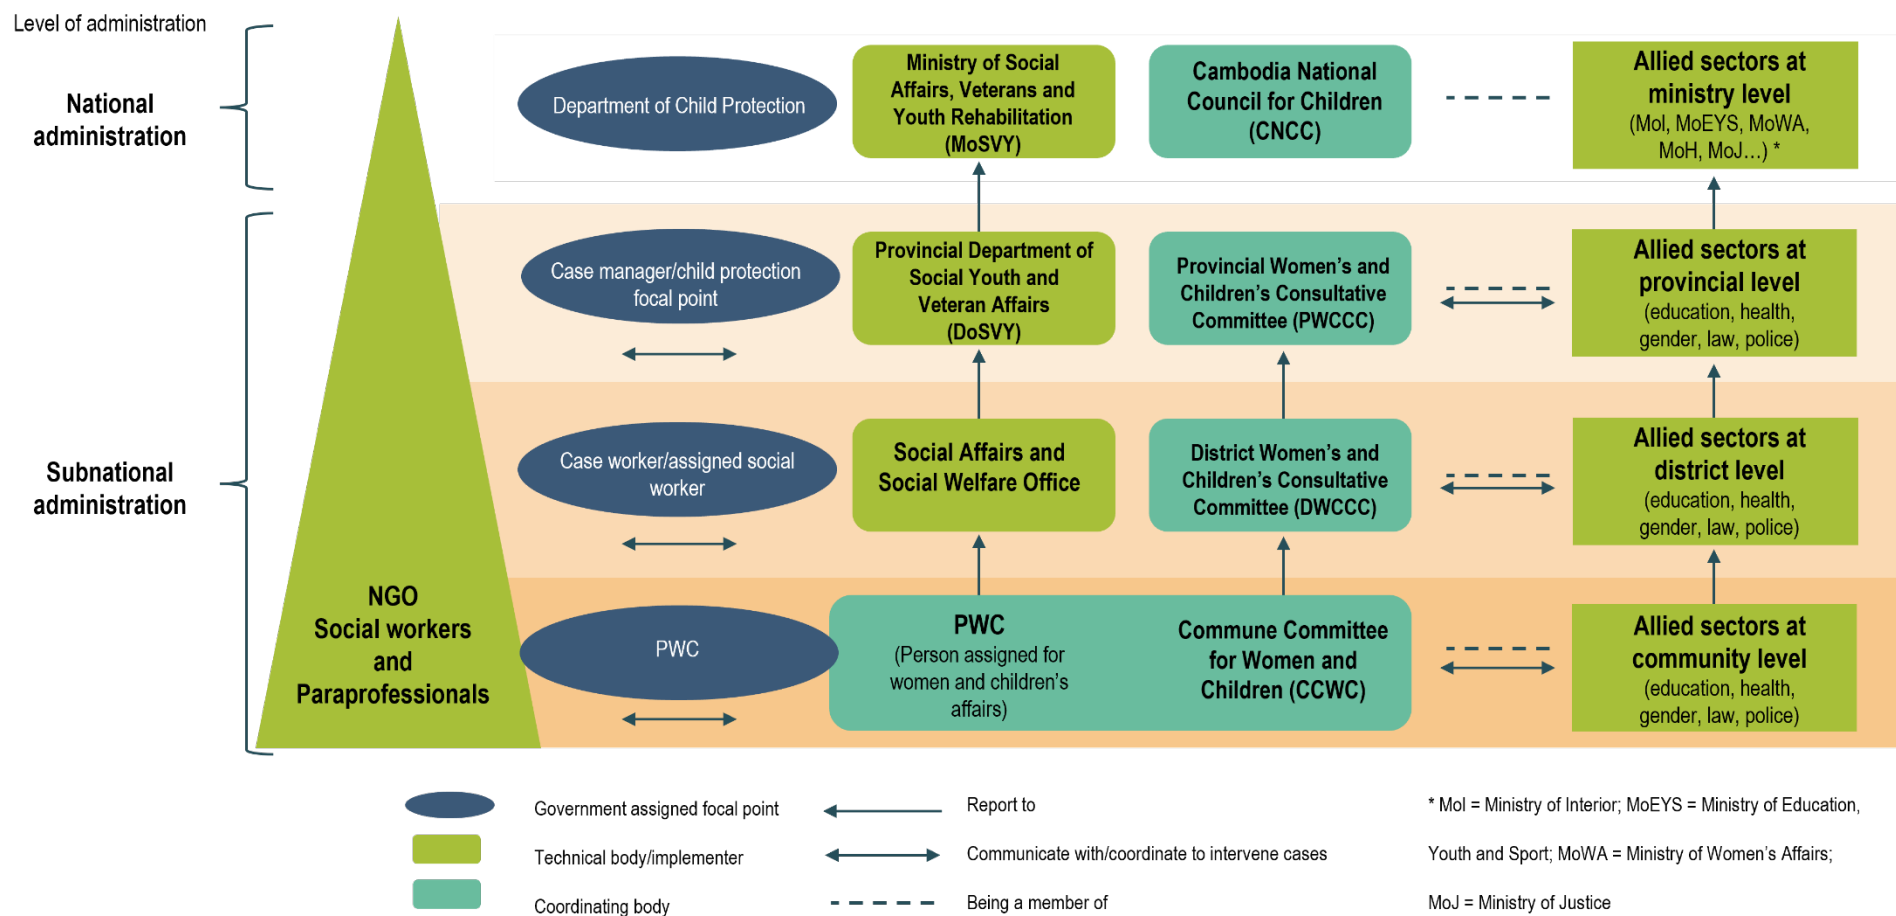 Level of administration
National
administration
Department of Child Protection
Ministry of Social
Affairs, Veterans and
Youth Rehabilitation
(MoSVY)
Cambodia National
Council for Children
(CNCC)
Allied sectors at
ministry level
(MoI, MoEYS, MoWA,
MoH, MoJ…) *
Subnational
administration
Case manager/child protection
focal point
Provincial Department of
Social Youth and
Veteran Affairs
(DoSVY)
Provincial Women’s and
Children’s Consultative
Committee (PWCCC)
Allied sectors at
provincial level
(education, health,
gender, law, police)
Case worker/assigned social
worker
Social Affairs and
Social Welfare Office
District Women’s and
Children’s Consultative
Committee (DWCCC)
Allied sectors at
district level
(education, health,
gender, law, police)
NGO
Social workers
and
Paraprofessionals
PWC
PWC
(Person assigned for
women and children’s
affairs)
Commune Committee
for Women and
Children (CCWC)
Allied sectors at
community level
(education, health,
gender, law, police)
Government assigned focal point
Technical body/implementer
Coordinating body
Report to
Communicate with/coordinate to intervene cases
Being a member of
* MoI = Ministry of Interior; MoEYS = Ministry of Education,
Youth and Sport; MoWA = Ministry of Women’s Affairs;
MoJ = Ministry of Justice